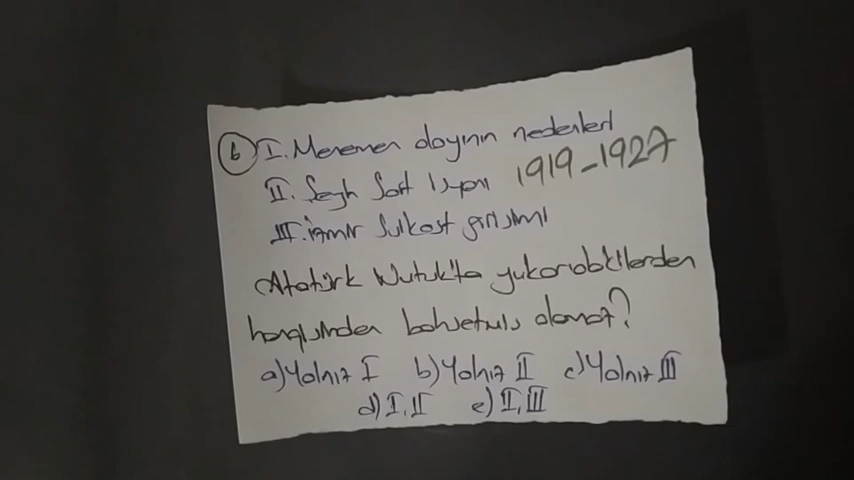 6) I. Menemen olayının nedenleri
II. Şeyh Sait İsyanı 1919-1927
III. İzmir Suikast girişimi
Atatürk Nutuk'ta yukarıdakilerden
hangisinden bahsetmiş olamaz?
a) Yalnız I b) Yalnız II c) Yalnız III
d) I, II e) II, III